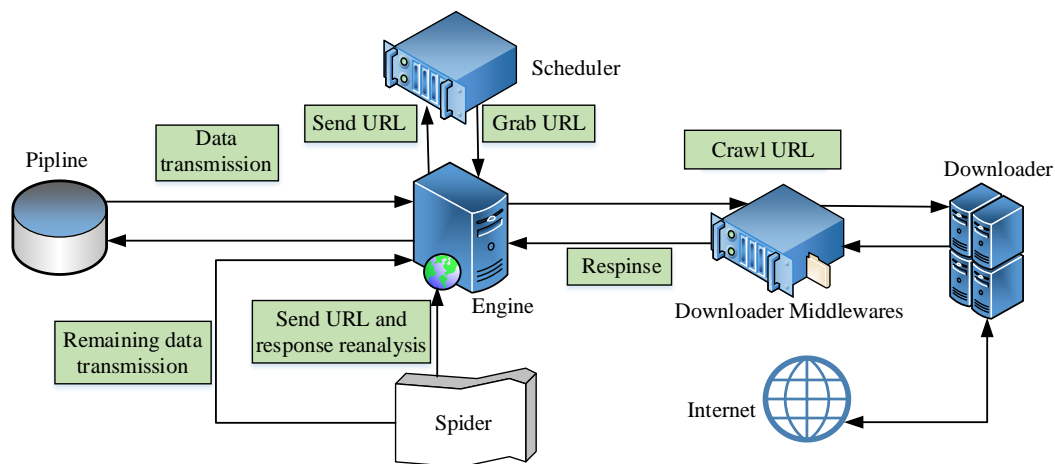 Scheduler
Send URL
Grab URL
Data
transmission
Pipline
Crawl URL
Downloader
Respinse
Engine
Downloader Middlewares
Send URL and
response reanalysis
Remaining data
transmission
Spider
Internet